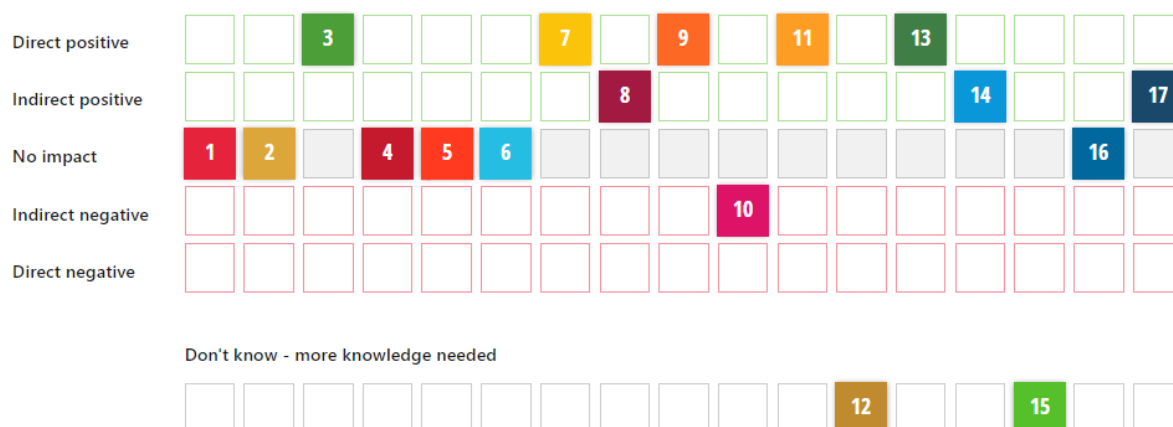 Direct positive 3 7 9 11 13
Indirect positive 8 14 17
No impact 1 2 4 5 6 16
Indirect negative 10
Direct negative
Don't know - more knowledge needed
12 15